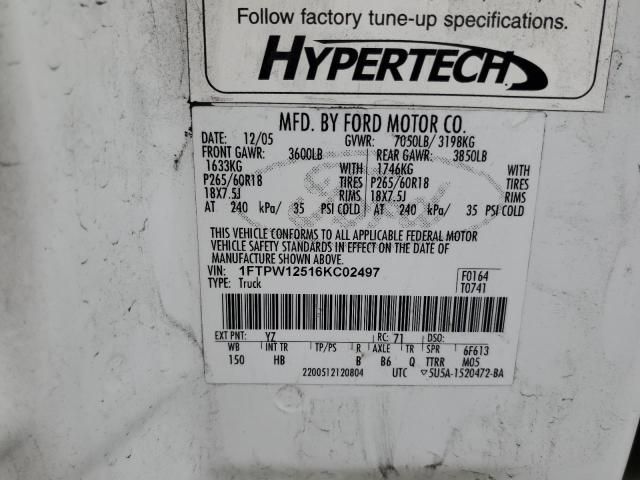 Follow factory tune-up specifications.
HYPERTECH
MFD. BY FORD MOTOR CO.
DATE: 12/05 GVWR: 7050LB/ 3198KG
FRONT GAWR: 3600LB REAR GAWR: 3850LB
1633KG WITH 1746KG WITH
P265/60R18 TIRES P265/60R18 TIRES
18X7.5J RIMS 18X7.5J RIMS
AT 240 kPa/ 35 PSI COLD AT 240 kPa/ 35 PSI COLD
THIS VEHICLE CONFORMS TO ALL APPLICABLE FEDERAL MOTOR
VEHICLE SAFETY STANDARDS IN EFFECT ON THE DATE OF
MANUFACTURE SHOWN ABOVE.
VIN: 1FTPW12516KC02497 F0164
TYPE: Truck T0741
EXT PNT: YZ RC: 71 DSO:
WB INT TR TP/PS R AXLE TR SPR 6F613
150 HB B B6 Q TTRR M05
2200512120804 UTC ▽5U5A-1520472-BA
Ford